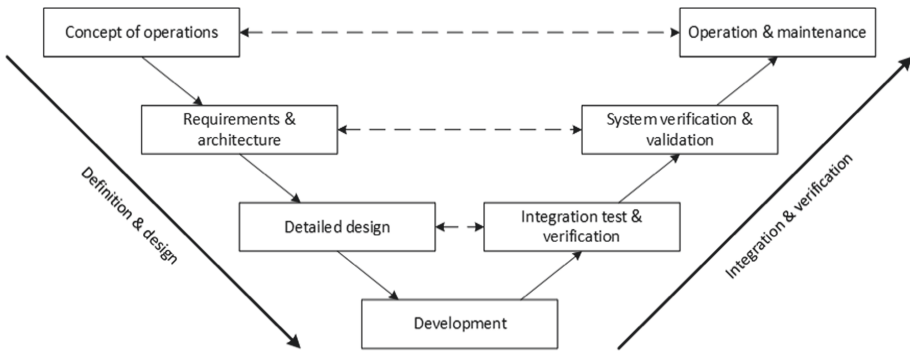 Concept of operations
Operation & maintenance
Requirements &
architecture
System verification &
validation
Definition & design
Integration & verification
Detailed design
Integration test &
verification
Development